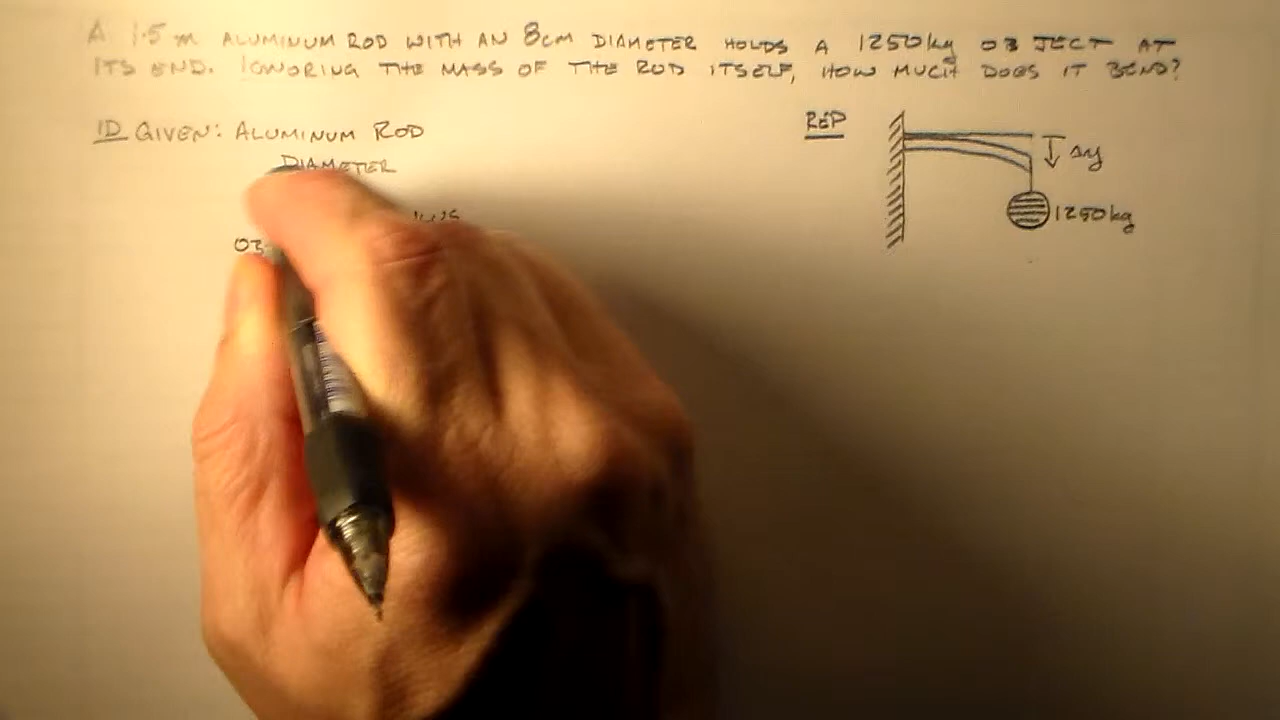 A 1.5 m ALUMINUM ROD WITH AN 8cm DIAMETER HOLDS A 1250kg OBJECT AT
ITS END. IGNORING THE MASS OF THE ROD ITSELF, HOW MUCH DOES IT BEND?
ID GIVEN: ALUMINUM ROD
DIAMETER
REP
Δy
1250kg